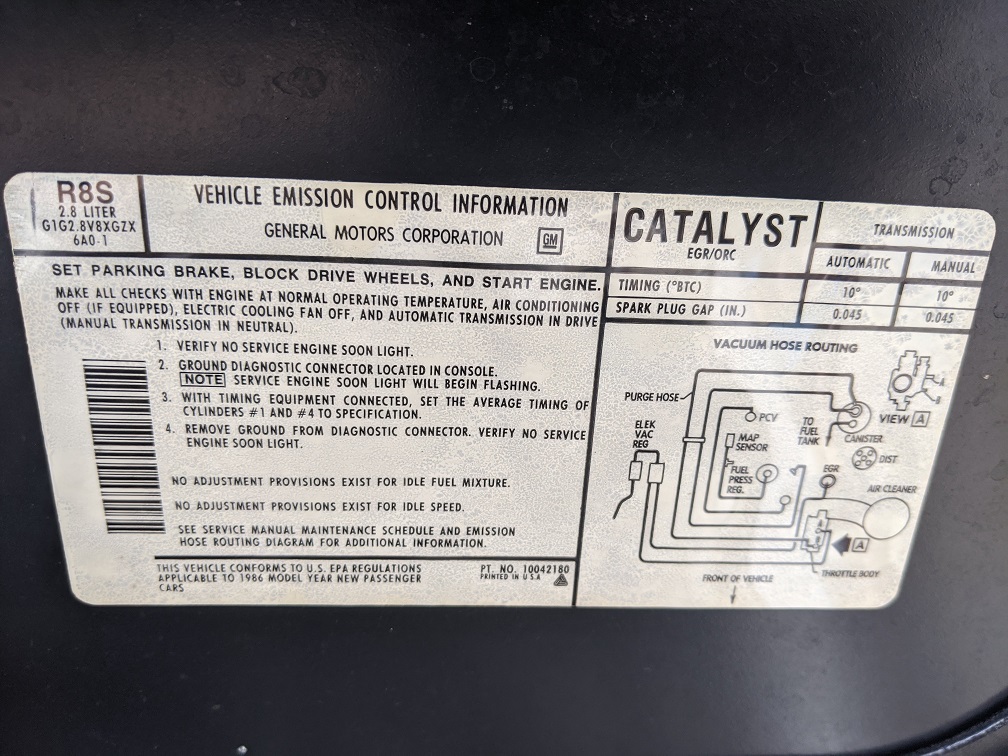 R8S
2.8 LITER
G1G2.8V8XGZX
6A0-1
VEHICLE EMISSION CONTROL INFORMATION
GENERAL MOTORS CORPORATION GM
CATALYST
EGR/ORC
TRANSMISSION
AUTOMATIC MANUAL
TIMING (ºBTC) 10º 10º
SPARK PLUG GAP (IN.) 0.045 0.045
SET PARKING BRAKE, BLOCK DRIVE WHEELS, AND START ENGINE.
MAKE ALL CHECKS WITH ENGINE AT NORMAL OPERATING TEMPERATURE, AIR CONDITIONING
OFF (IF EQUIPPED), ELECTRIC COOLING FAN OFF, AND AUTOMATIC TRANSMISSION IN DRIVE
(MANUAL TRANSMISSION IN NEUTRAL).
1. VERIFY NO SERVICE ENGINE SOON LIGHT.
2. GROUND DIAGNOSTIC CONNECTOR LOCATED IN CONSOLE.
NOTE SERVICE ENGINE SOON LIGHT WILL BEGIN FLASHING.
3. WITH TIMING EQUIPMENT CONNECTED, SET THE AVERAGE TIMING OF
CYLINDERS #1 AND #4 TO SPECIFICATION.
4. REMOVE GROUND FROM DIAGNOSTIC CONNECTOR. VERIFY NO SERVICE
ENGINE SOON LIGHT.
NO ADJUSTMENT PROVISIONS EXIST FOR IDLE FUEL MIXTURE.
NO ADJUSTMENT PROVISIONS EXIST FOR IDLE SPEED.
SEE SERVICE MANUAL MAINTENANCE SCHEDULE AND EMISSION
HOSE ROUTING DIAGRAM FOR ADDITIONAL INFORMATION.
THIS VEHICLE CONFORMS TO U.S. EPA REGULATIONS
APPLICABLE TO 1986 MODEL YEAR NEW PASSENGER
CARS
PT. NO. 10042180
PRINTED IN U S A
VACUUM HOSE ROUTING
A
B
VIEW A
PURGE HOSE
PCV
TO
FUEL
TANK
CANISTER
ELEK
VAC
REG
MAP
SENSOR
DIST
FUEL
PRESS
REG.
EGR
AIR CLEANER
A
THROTTLE BODY
FRONT OF VEHICLE